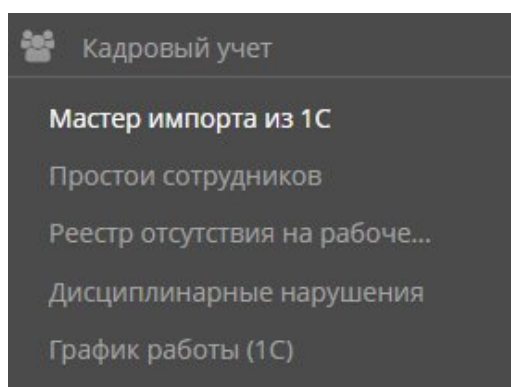 Кадровый учет
Мастер импорта из 1С
Простои сотрудников
Реестр отсутствия на рабоче...
Дисциплинарные нарушения
График работы (1С)